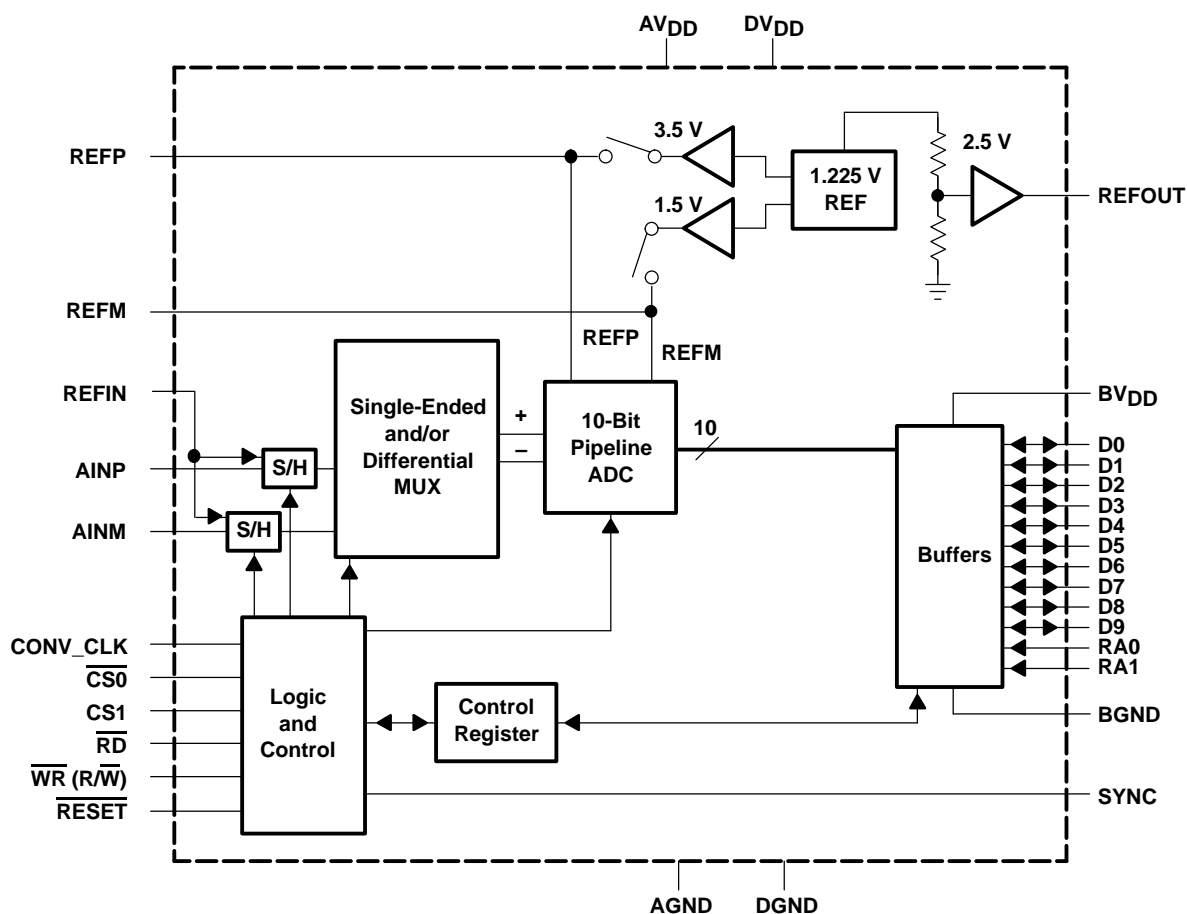 AVDD
DVDD
3.5 V
2.5 V
REFP
1.225 V
REF
REFOUT
1.5 V
REFM
REFP
REFM
REFIN
Single-Ended
and/or
Differential
MUX
+
–
10-Bit
Pipeline
ADC
10
BVDD
AINP
S/H
AINM
S/H
Buffers
D0
D1
D2
D3
D4
D5
D6
D7
D8
D9
RA0
RA1
BGND
CONV_CLK
CS0
CS1
RD
WR (R/W)
RESET
Logic
and
Control
Control
Register
SYNC
AGND
DGND